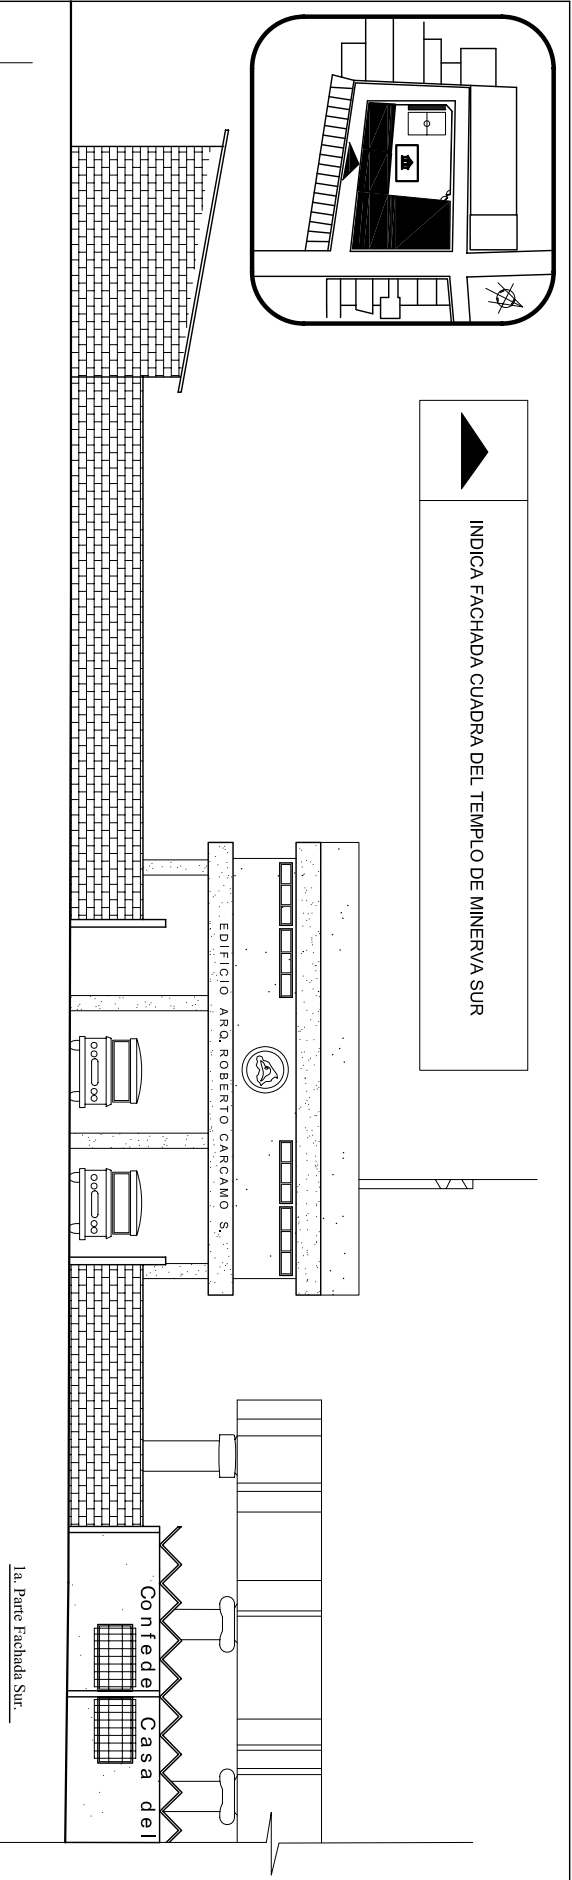 INDICA FACHADA CUADRA DEL TEMPLO DE MINERVA SUR
EDIFICIO ARQ. ROBERTO CARCAMO S.
Confede Casa del
1a. Parte Fachada Sur.